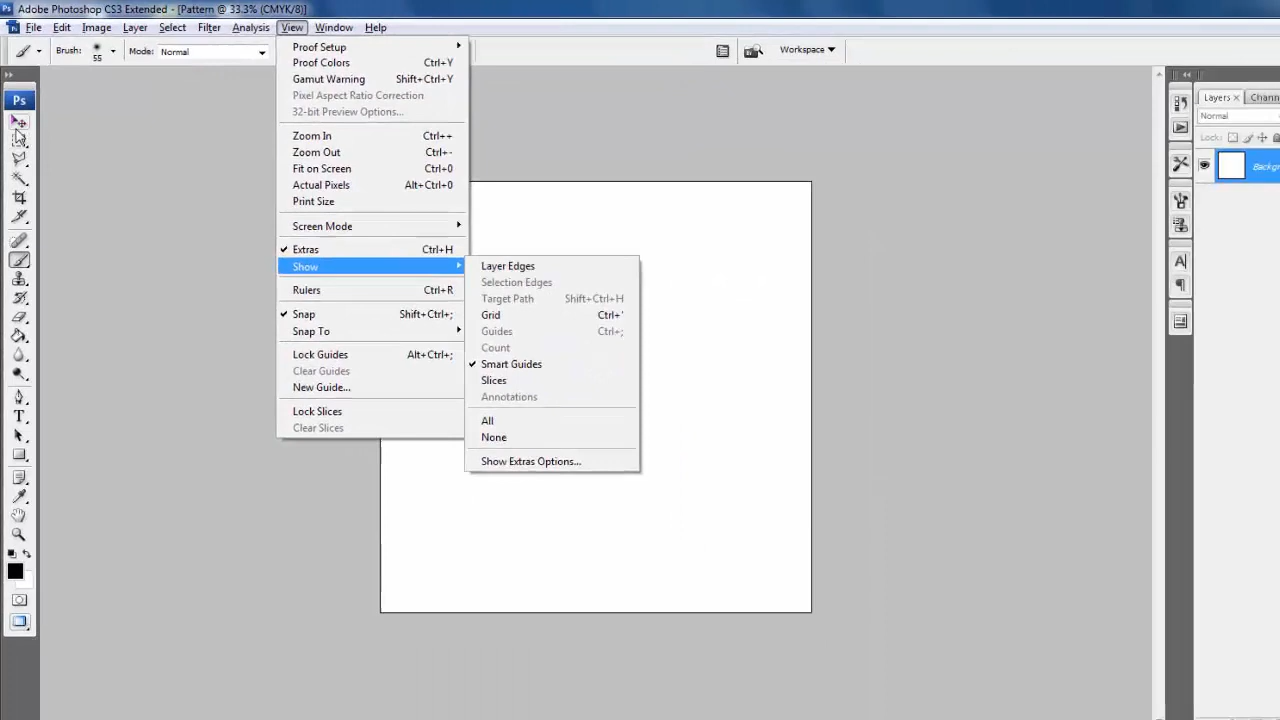 Ps Adobe Photoshop CS3 Extended - [Pattern @ 33.3% (CMYK/8)]
File Edit Image Layer Select Filter Analysis View Window Help
Brush: 55 Mode: Normal Workspace
Proof Setup
Proof Colors Ctrl+Y
Gamut Warning Shift+Ctrl+Y
Pixel Aspect Ratio Correction
32-bit Preview Options...
Zoom In Ctrl++
Zoom Out Ctrl+-
Fit on Screen Ctrl+0
Actual Pixels Alt+Ctrl+0
Print Size
Screen Mode
Extras Ctrl+H
Show
Rulers Ctrl+R
Snap Shift+Ctrl+;
Snap To
Lock Guides Alt+Ctrl+;
Clear Guides
New Guide...
Lock Slices
Clear Slices
Layer Edges
Selection Edges
Target Path Shift+Ctrl+H
Grid Ctrl+'
Guides Ctrl+;
Count
Smart Guides
Slices
Annotations
All
None
Show Extras Options...
Ps
T
Layers × Chann
Normal
Lock:
Backgr
A